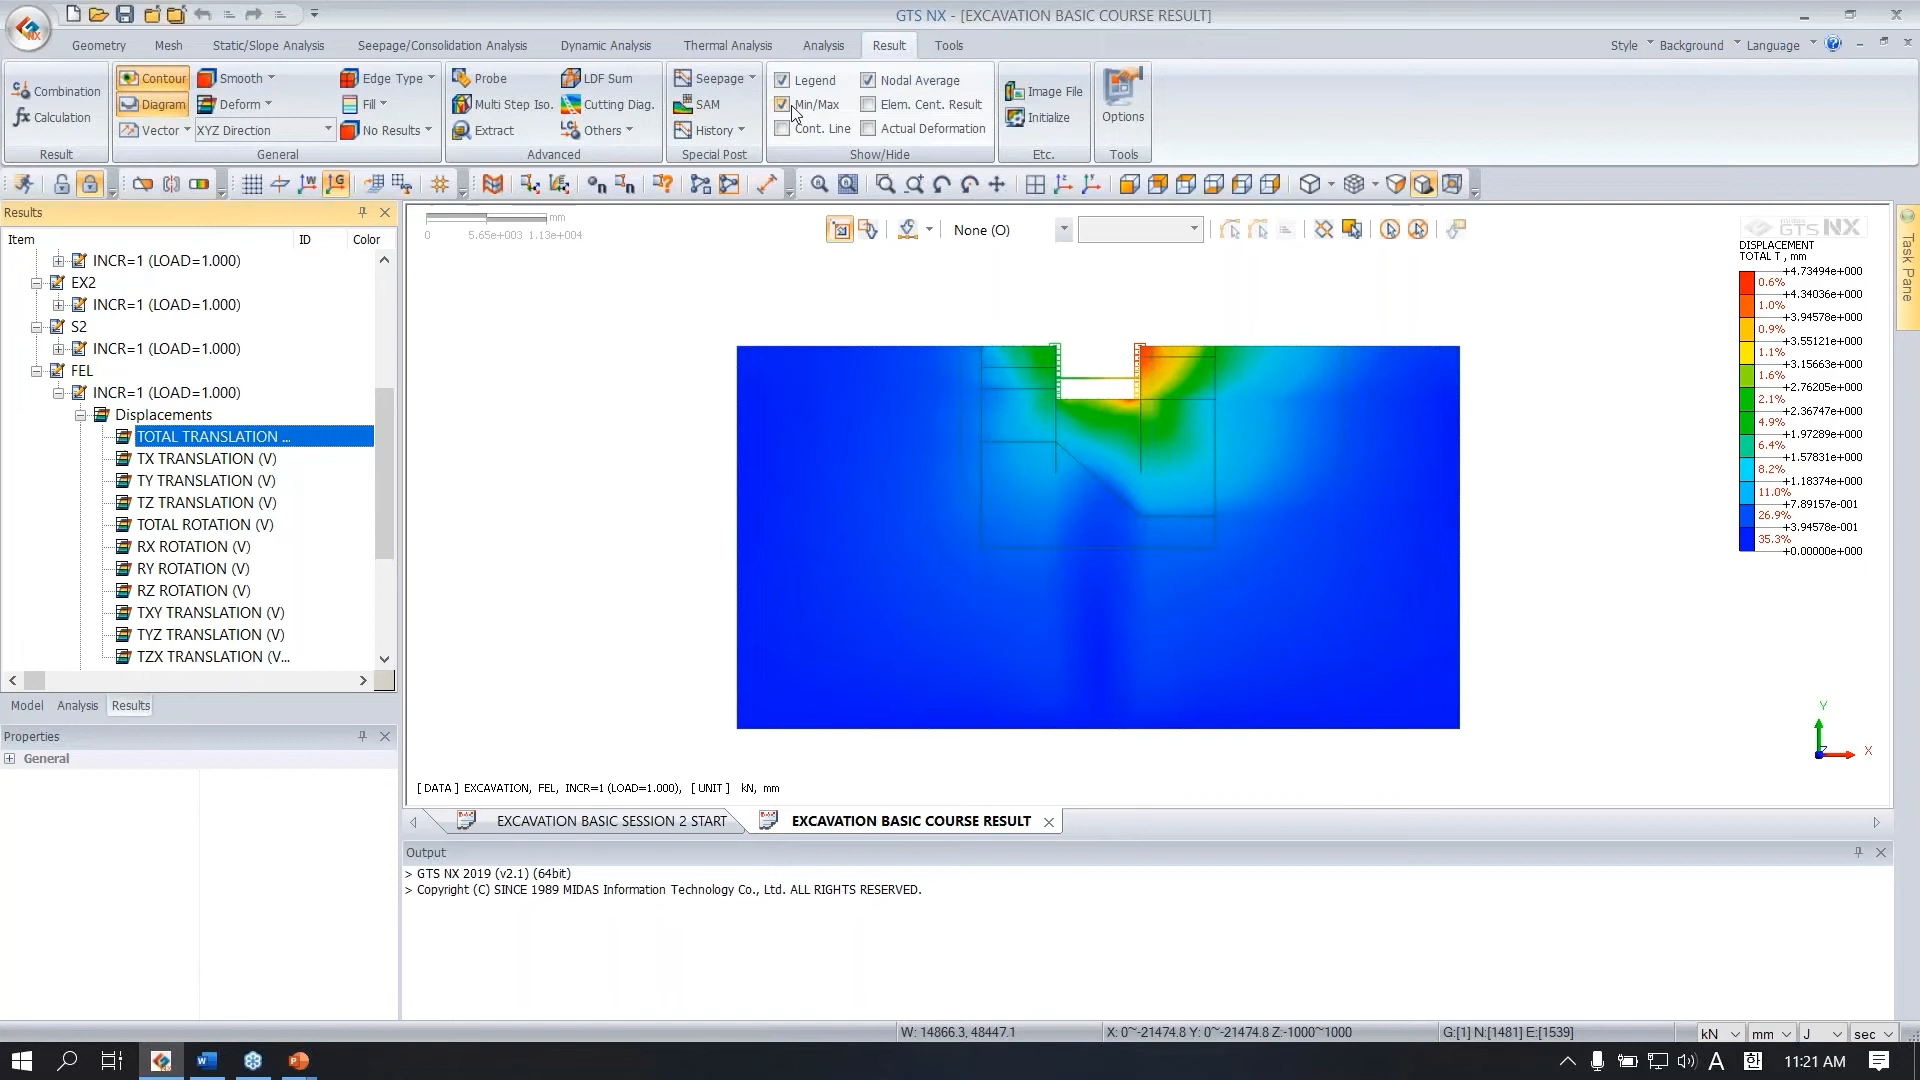 GTS NX - [EXCAVATION BASIC COURSE RESULT]
Geometry Mesh Static/Slope Analysis Seepage/Consolidation Analysis Dynamic Analysis Thermal Analysis Analysis Result Tools
Style Background Language
Combination
Calculation
Result
Contour Smooth Edge Type
Diagram Deform Fill
Vector XYZ Direction No Results
General
Probe LDF Sum
Multi Step Iso. Cutting Diag.
Extract Others
Advanced
Seepage
SAM
History
Special Post
Legend Nodal Average
Min/Max Elem. Cent. Result
Cont. Line Actual Deformation
Show/Hide
Image File
Initialize
Etc.
Options
Tools
Results
Item ID Color
INCR=1 (LOAD=1.000)
EX2
INCR=1 (LOAD=1.000)
S2
INCR=1 (LOAD=1.000)
FEL
INCR=1 (LOAD=1.000)
Displacements
TOTAL TRANSLATION ...
TX TRANSLATION (V)
TY TRANSLATION (V)
TZ TRANSLATION (V)
TOTAL ROTATION (V)
RX ROTATION (V)
RY ROTATION (V)
RZ ROTATION (V)
TXY TRANSLATION (V)
TYZ TRANSLATION (V)
TZX TRANSLATION (V...
Model Analysis Results
Properties
General
mm
0 5.65e+003 1.13e+004
None (O)
midas
GTS NX
DISPLACEMENT
TOTAL T , mm
+4.73494e+000
0.6%
+4.34036e+000
1.0%
+3.94578e+000
0.9%
+3.55121e+000
1.1%
+3.15663e+000
1.6%
+2.76205e+000
2.1%
+2.36747e+000
4.9%
+1.97289e+000
6.4%
+1.57831e+000
8.2%
+1.18374e+000
11.0%
+7.89157e-001
26.9%
+3.94578e-001
35.3%
+0.00000e+000
Y
Z
X
[ DATA ] EXCAVATION, FEL, INCR=1 (LOAD=1.000), [ UNIT ] kN, mm
EXCAVATION BASIC SESSION 2 START EXCAVATION BASIC COURSE RESULT
Task Pane
Output
> GTS NX 2019 (v2.1) (64bit)
> Copyright (C) SINCE 1989 MIDAS Information Technology Co., Ltd. ALL RIGHTS RESERVED.
W: 14866.3, 48447.1 X: 0~-21474.8 Y: 0~-21474.8 Z:-1000~1000 G:[1] N:[1481] E:[1539] kN mm J sec
A 한 11:21 AM